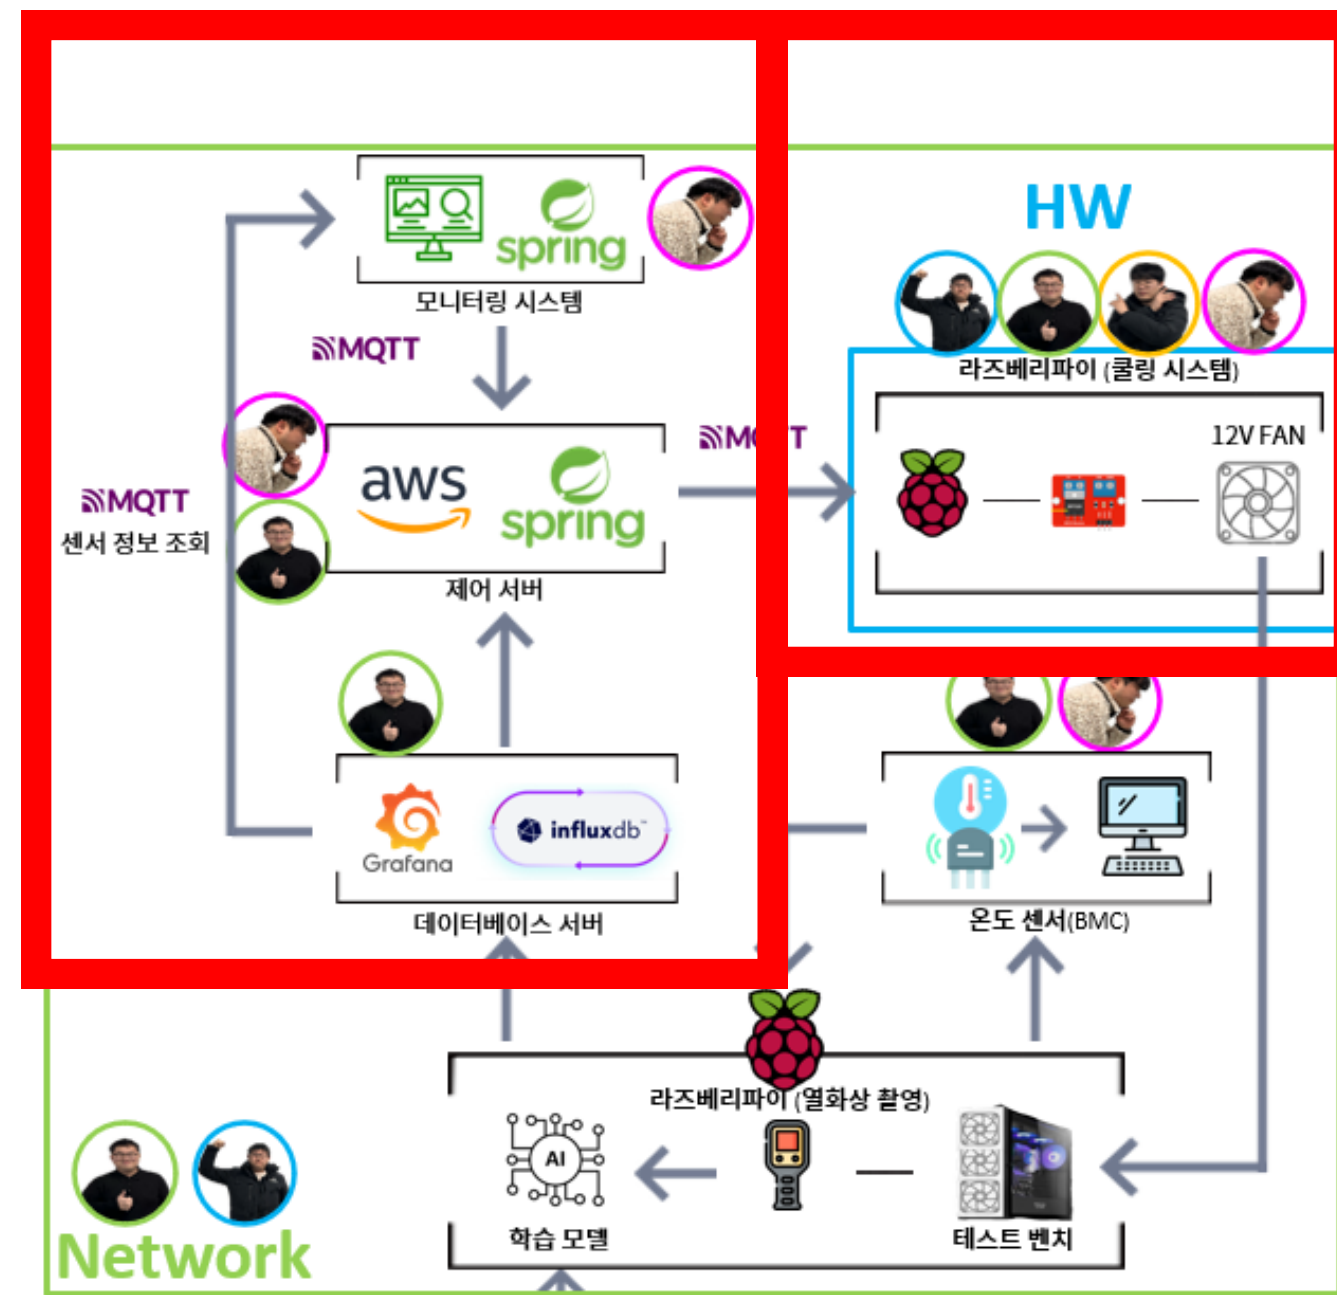 HW
spring
모니터링 시스템
MQTT
라즈베리파이 (쿨링 시스템)
12V FAN
MQTT
aws
spring
MQTT
센서 정보 조회
제어 서버
Grafana
influxdb™
데이터베이스 서버
온도 센서(BMC)
라즈베리파이 (열화상 촬영)
AI
학습 모델
테스트 벤치
Network